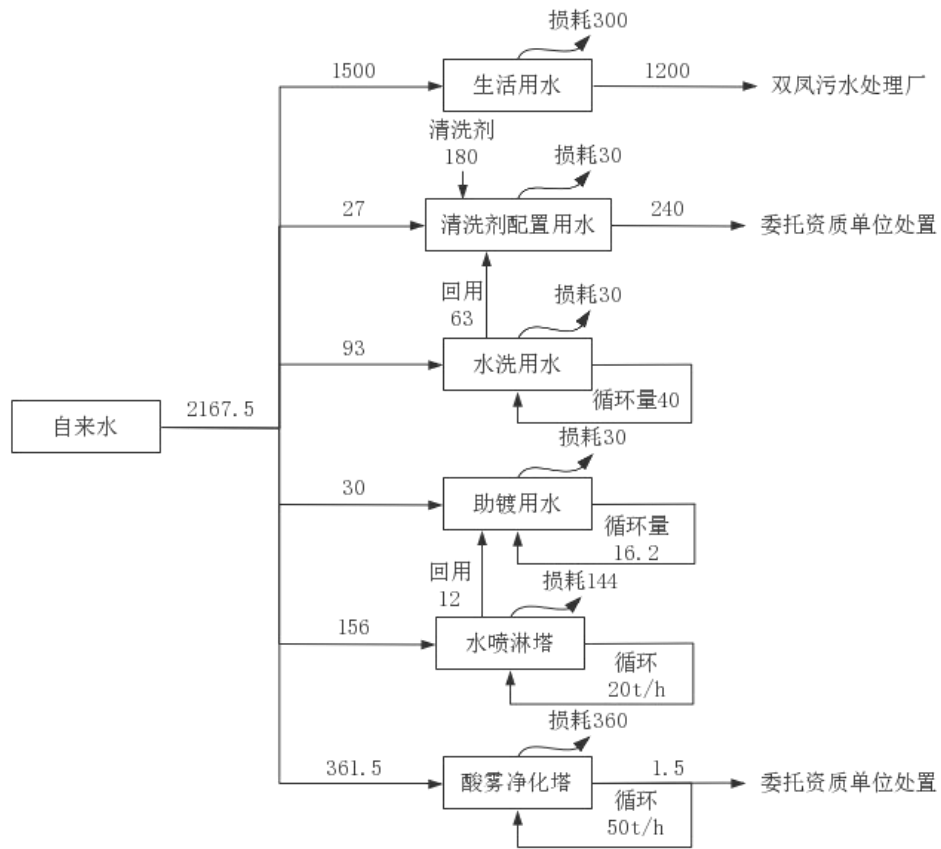 损耗300
1500
生活用水
1200
双凤污水处理厂
清洗剂
180
损耗30
27
清洗剂配置用水
240
委托资质单位处置
回用
63
损耗30
93
水洗用水
循环量40
自来水
2167.5
损耗30
30
助镀用水
循环量
16.2
回用
12
损耗144
156
水喷淋塔
循环
20t/h
损耗360
361.5
酸雾净化塔
1.5
委托资质单位处置
循环
50t/h